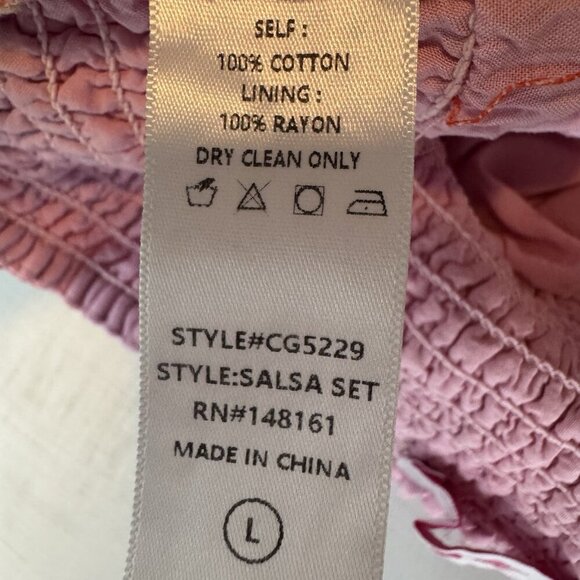 SELF :
100% COTTON
LINING :
100% RAYON
DRY CLEAN ONLY
STYLE#CG5229
STYLE:SALSA SET
RN#148161
MADE IN CHINA
L